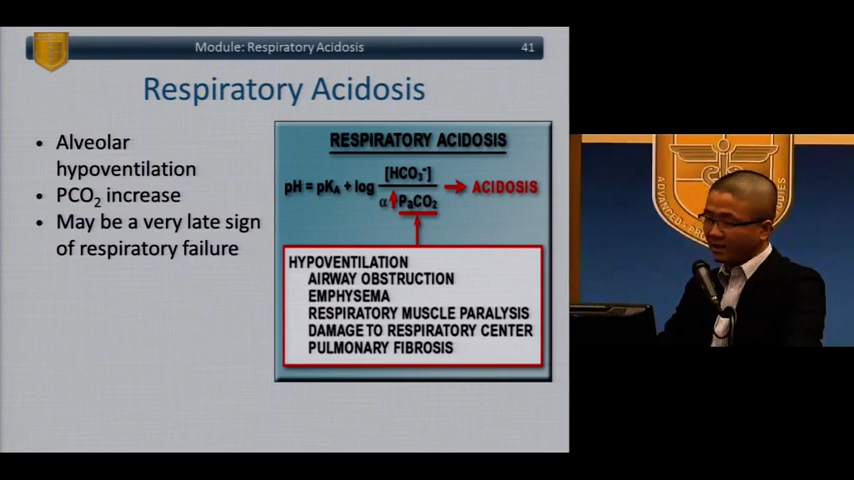 Module: Respiratory Acidosis
41
Respiratory Acidosis
• Alveolar
hypoventilation
• PCO₂ increase
• May be a very late sign
of respiratory failure
RESPIRATORY ACIDOSIS
pH = pKA + log [HCO₃⁻] / α ↑ PaCO₂ → ACIDOSIS
HYPOVENTILATION
AIRWAY OBSTRUCTION
EMPHYSEMA
RESPIRATORY MUSCLE PARALYSIS
DAMAGE TO RESPIRATORY CENTER
PULMONARY FIBROSIS